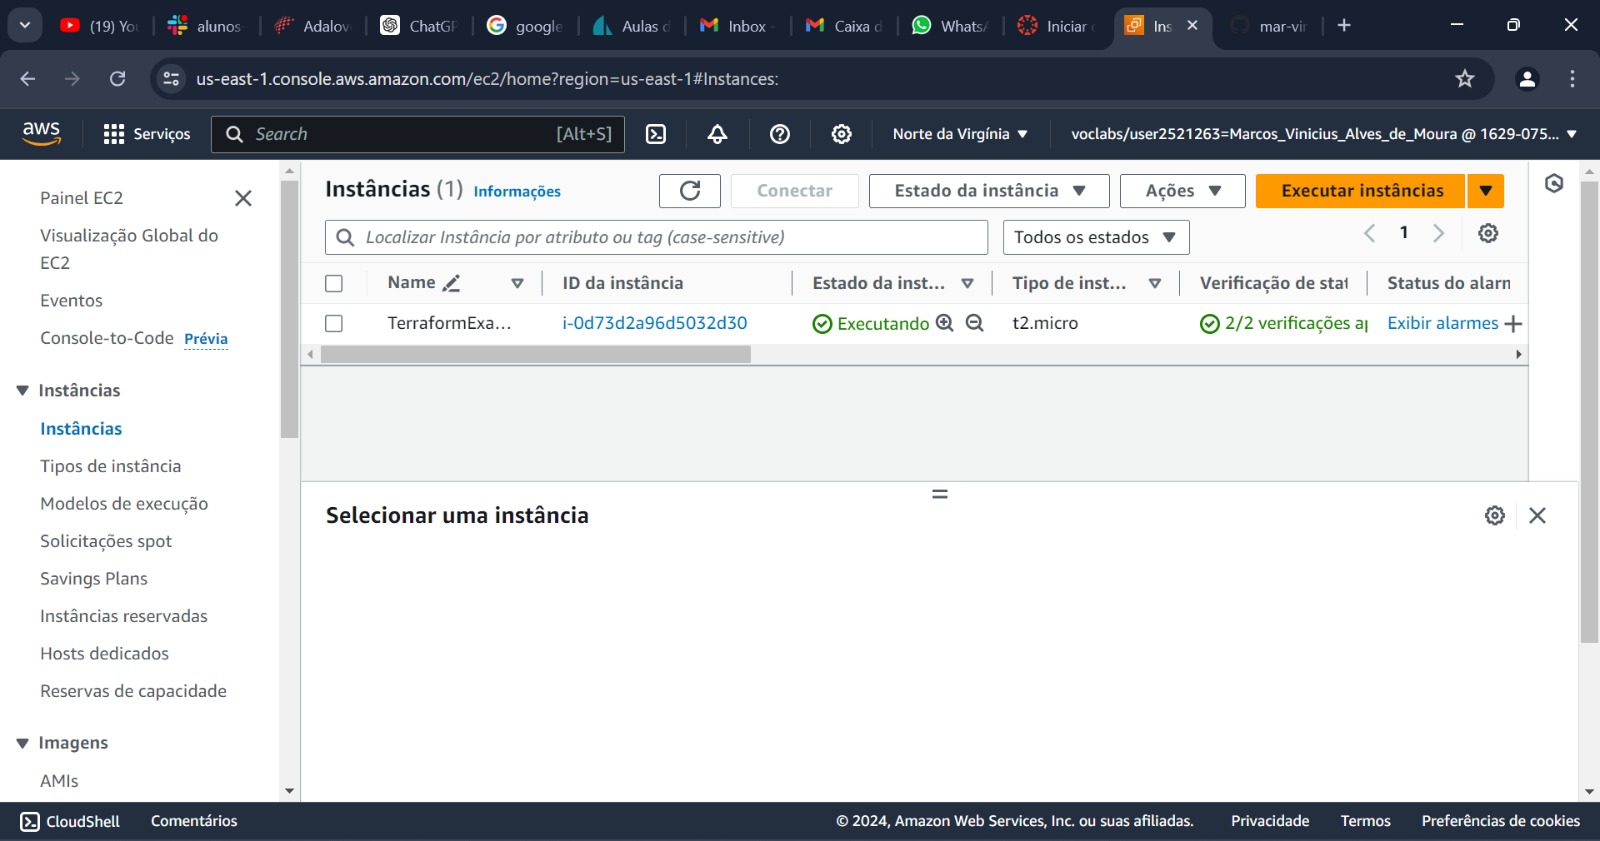 (19) Yo
alunos-
Adalov
ChatGP
google
Aulas d
Inbox -
Caixa d
WhatsA
Iniciar
Ins
mar-vir
us-east-1.console.aws.amazon.com/ec2/home?region=us-east-1#Instances:
aws
Serviços
Search
[Alt+S]
Norte da Virgínia
voclabs/user2521263=Marcos_Vinicius_Alves_de_Moura @ 1629-075...
Painel EC2
Visualização Global do
EC2
Eventos
Console-to-Code Prévia
Instâncias
Instâncias
Tipos de instância
Modelos de execução
Solicitações spot
Savings Plans
Instâncias reservadas
Hosts dedicados
Reservas de capacidade
Imagens
AMIs
Instâncias (1) Informações
Conectar
Estado da instância
Ações
Executar instâncias
Localizar Instância por atributo ou tag (case-sensitive)
Todos os estados
1
Name
ID da instância
Estado da inst...
Tipo de inst...
Verificação de stat
Status do alarm
TerraformExa...
i-0d73d2a96d5032d30
Executando
t2.micro
2/2 verificações ap
Exibir alarmes
Selecionar uma instância
CloudShell
Comentários
© 2024, Amazon Web Services, Inc. ou suas afiliadas.
Privacidade
Termos
Preferências de cookies